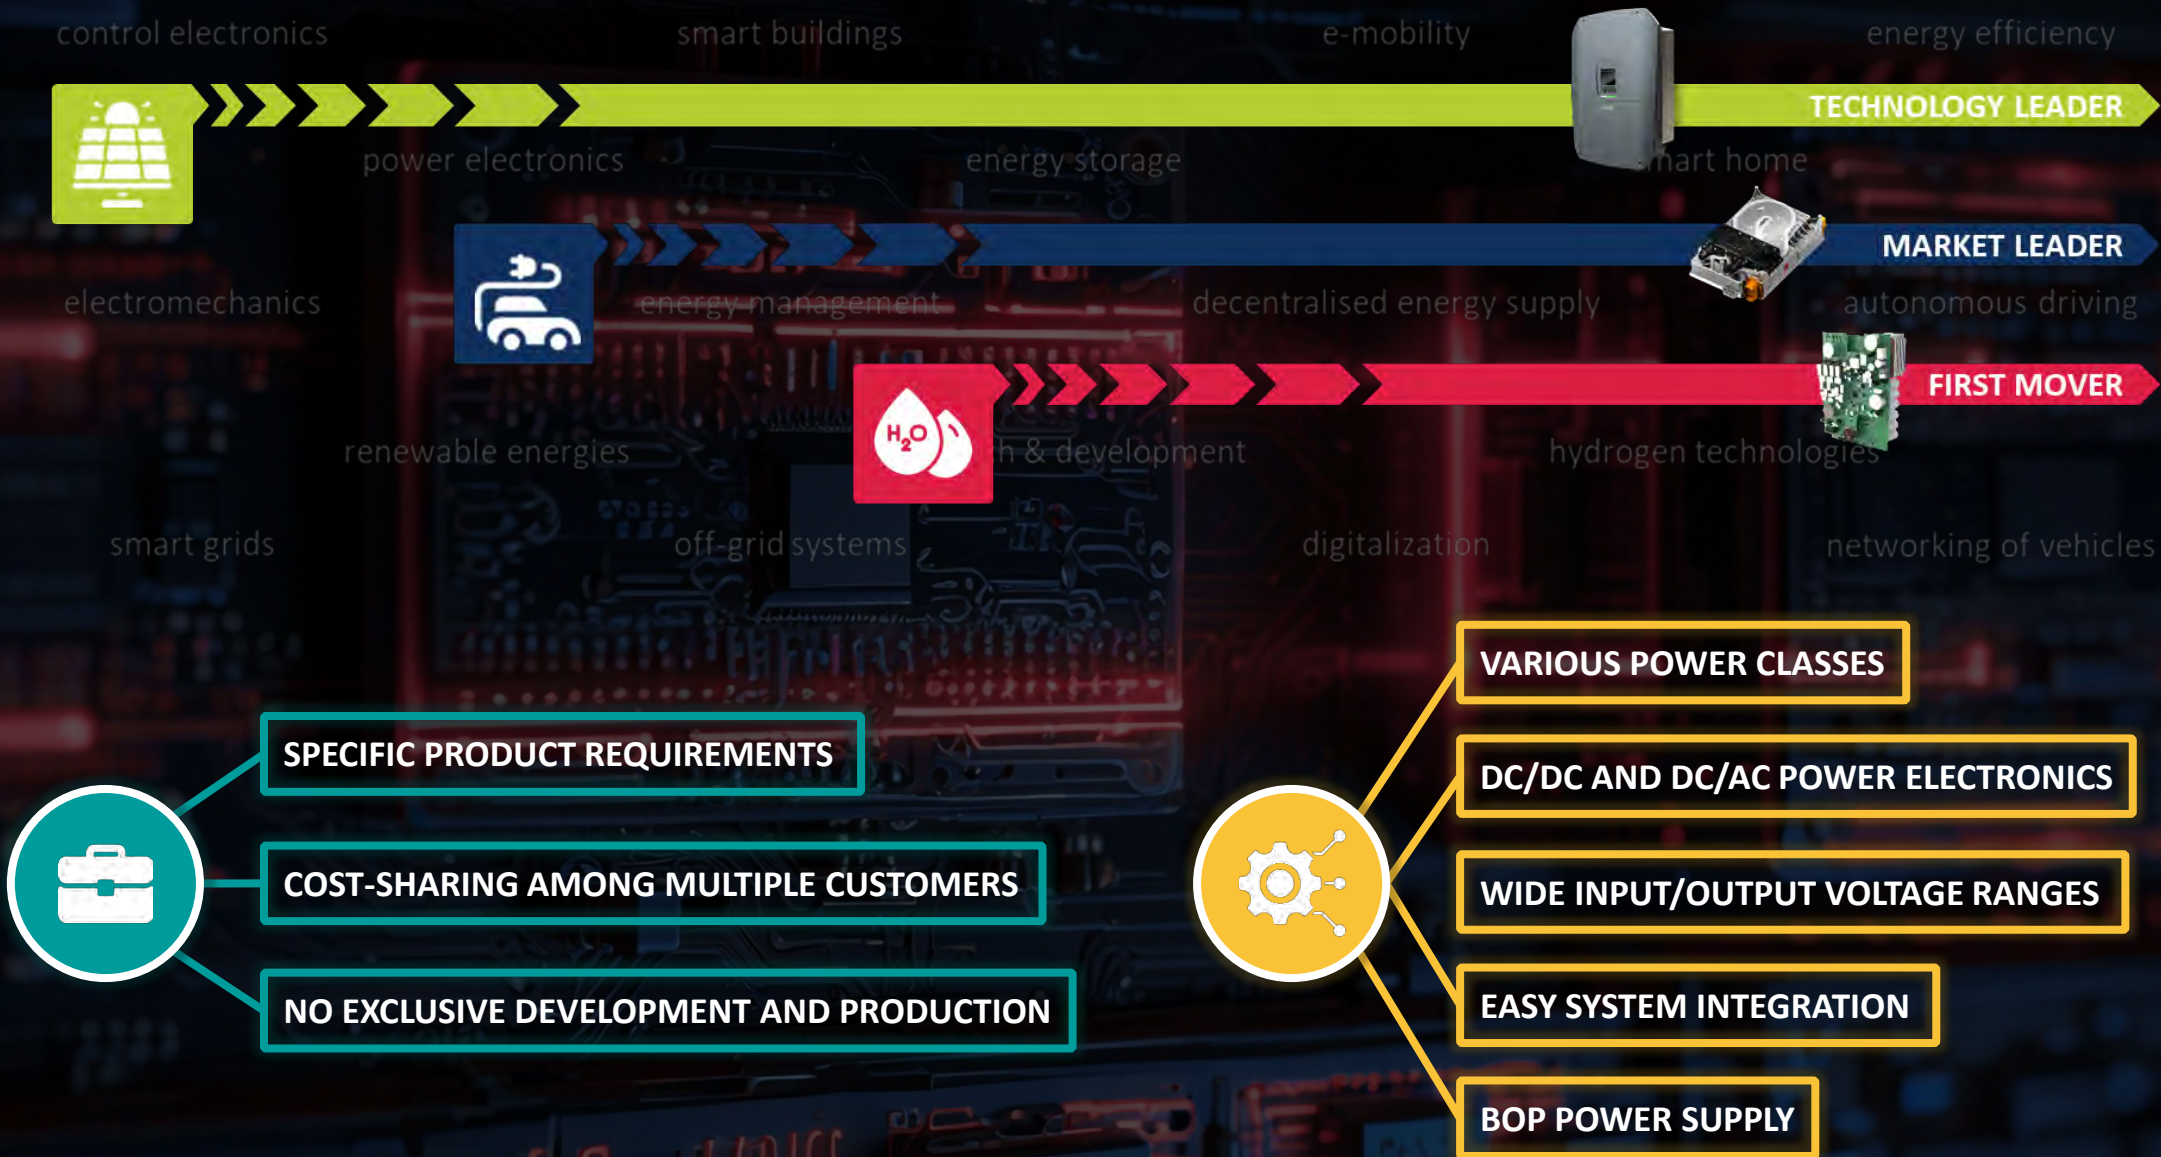 control electronics
smart buildings
e-mobility
energy efficiency
TECHNOLOGY LEADER
power electronics
energy storage
home
MARKET LEADER
electromechanics
energy management
decentralised energy supply
autonomous driving
FIRST MOVER
H₂O
renewable energies
& development
hydrogen technologies
smart grids
off-grid systems
digitalization
networking of vehicles
SPECIFIC PRODUCT REQUIREMENTS
COST-SHARING AMONG MULTIPLE CUSTOMERS
NO EXCLUSIVE DEVELOPMENT AND PRODUCTION
VARIOUS POWER CLASSES
DC/DC AND DC/AC POWER ELECTRONICS
WIDE INPUT/OUTPUT VOLTAGE RANGES
EASY SYSTEM INTEGRATION
BOP POWER SUPPLY